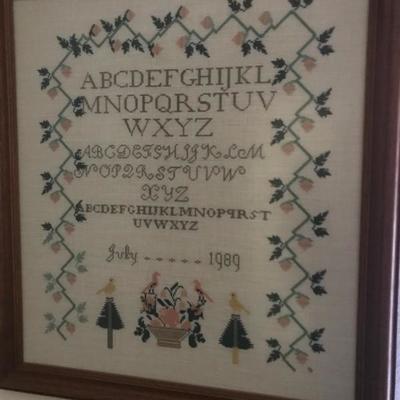 ABCDEFGHIJKL
MNOPQRSTUV
WXYZ
ABCDEFGHIJKLM
NOPQRSTUVW
XYZ
ABCDEFGHIJKLMNOPQRST
UVWXYZ
July - - - - - 1989